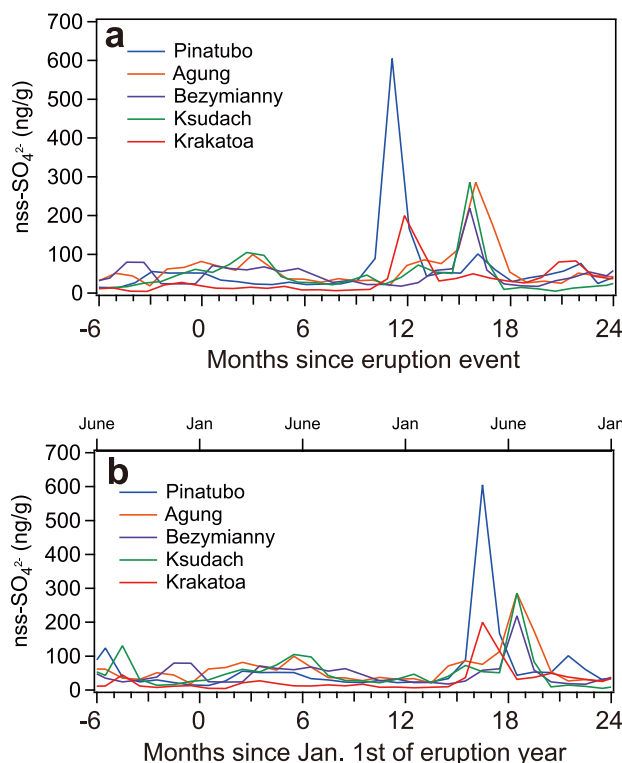 700
600
500
400
300
200
100
0
nss-SO₄²⁻ (ng/g)
a
Pinatubo
Agung
Bezymianny
Ksudach
Krakatoa
-6 0 6 12 18 24
Months since eruption event
June Jan June Jan June Jan
700
600
500
400
300
200
100
0
nss-SO₄²⁻ (ng/g)
b
Pinatubo
Agung
Bezymianny
Ksudach
Krakatoa
-6 0 6 12 18 24
Months since Jan. 1st of eruption year